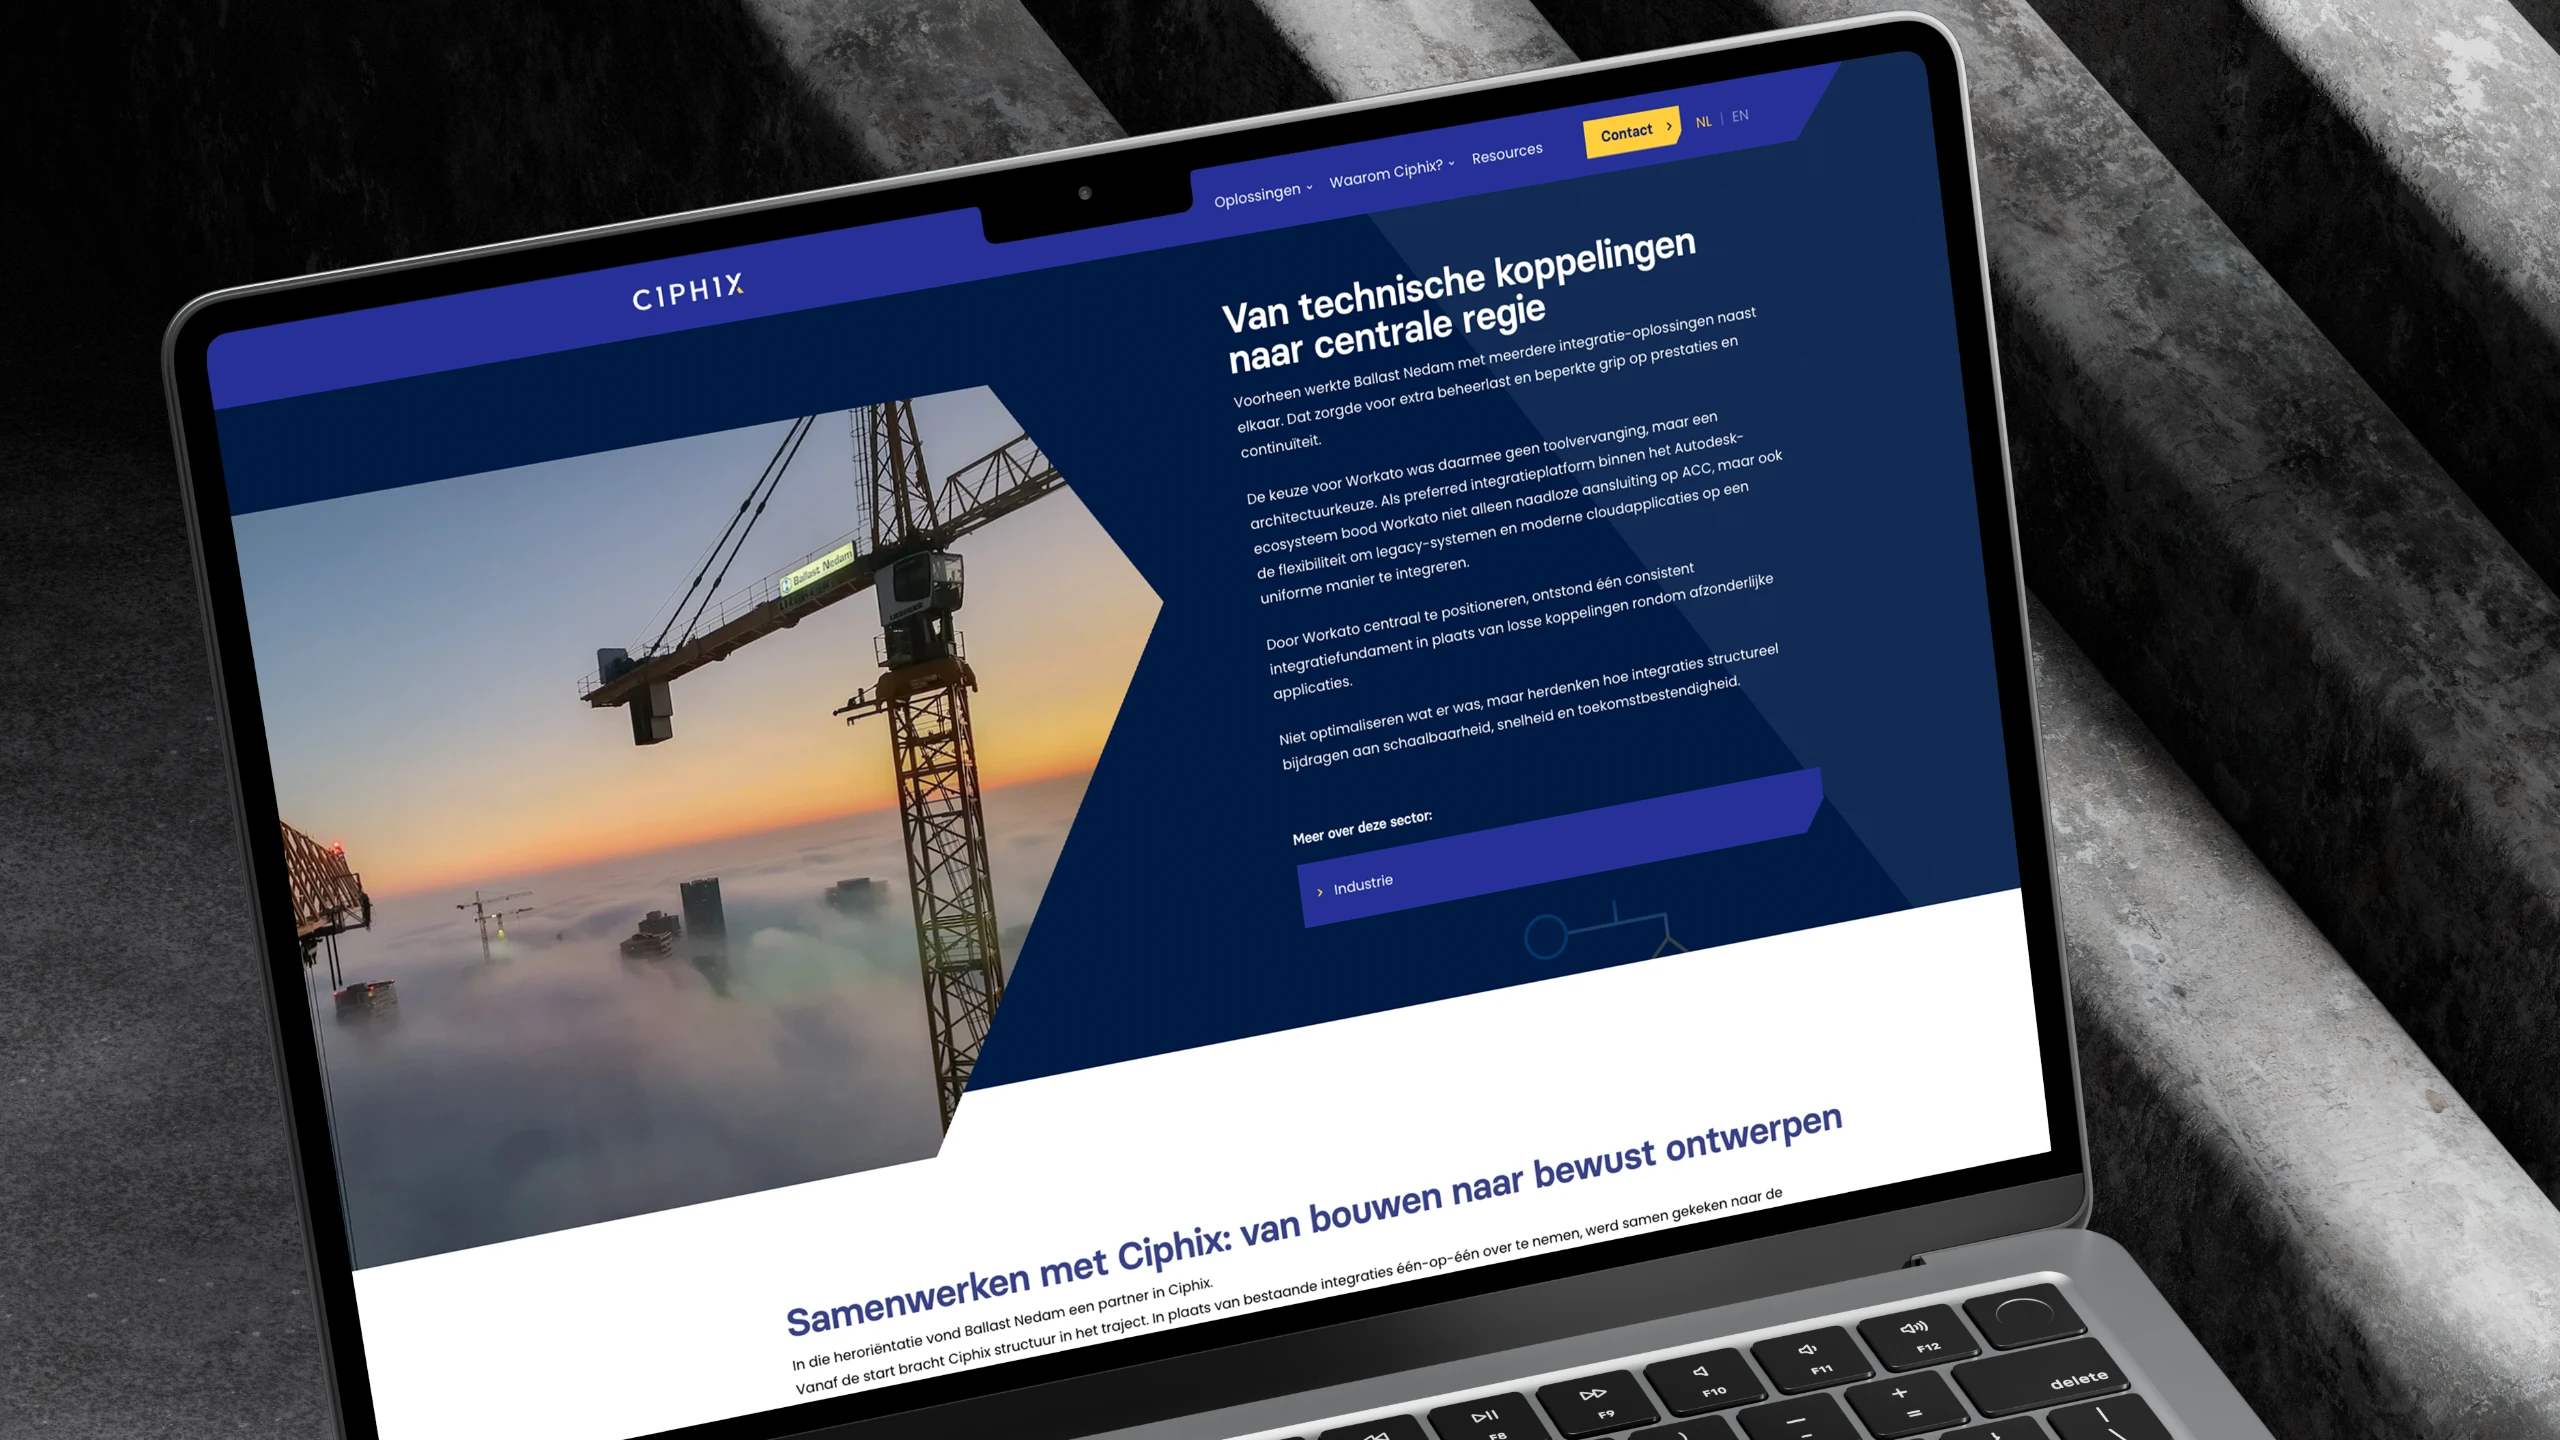 CIPHIX
Oplossingen
Waarom Ciphix?
Resources
Contact
NL | EN
Van technische koppelingen
naar centrale regie
Voorheen werkte Ballast Nedam met meerdere integratie-oplossingen naast
elkaar. Dat zorgde voor extra beheerlast en beperkte grip op prestaties en
continuïteit.
De keuze voor Workato was daarmee geen toolvervanging, maar een
architectuurkeuze. Als preferred integratieplatform binnen het Autodesk-
ecosysteem bood Workato niet alleen naadloze aansluiting op ACC, maar ook
de flexibiliteit om legacy-systemen en moderne cloudapplicaties op een
uniforme manier te integreren.
Door Workato centraal te positioneren, ontstond één consistent
integratiefundament in plaats van losse koppelingen rondom afzonderlijke
applicaties.
Niet optimaliseren wat er was, maar herdenken hoe integraties structureel
bijdragen aan schaalbaarheid, snelheid en toekomstbestendigheid.
Meer over deze sector:
Industrie
Ballast Nedam
LIEBHERR
Samenwerken met Ciphix: van bouwen naar bewust ontwerpen
In die heroriëntatie vond Ballast Nedam een partner in Ciphix.
Vanaf de start bracht Ciphix structuur in het traject. In plaats van bestaande integraties één-op-één over te nemen, werd samen gekeken naar de
F8
F9
F10
F11
F12
delete
+
=